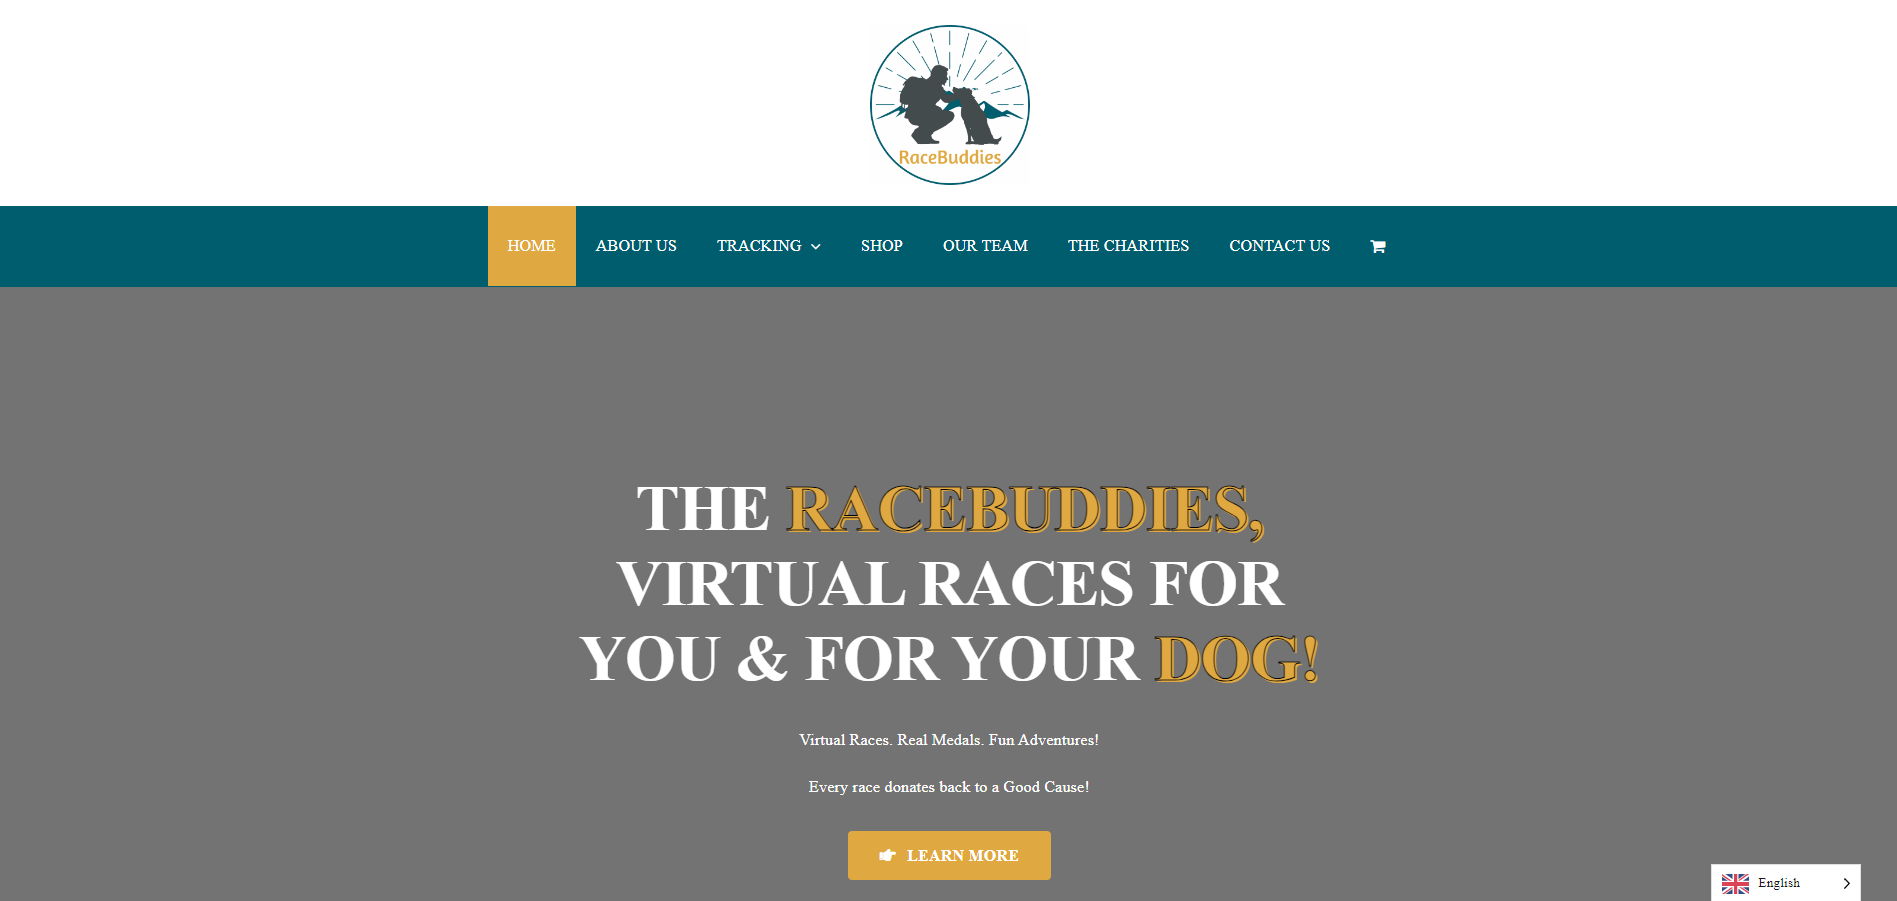 RaceBuddies
HOME ABOUT US TRACKING SHOP OUR TEAM THE CHARITIES CONTACT US
THE RACEBUDDIES,
VIRTUAL RACES FOR
YOU & FOR YOUR DOG!
Virtual Races. Real Medals. Fun Adventures!
Every race donates back to a Good Cause!
LEARN MORE
English